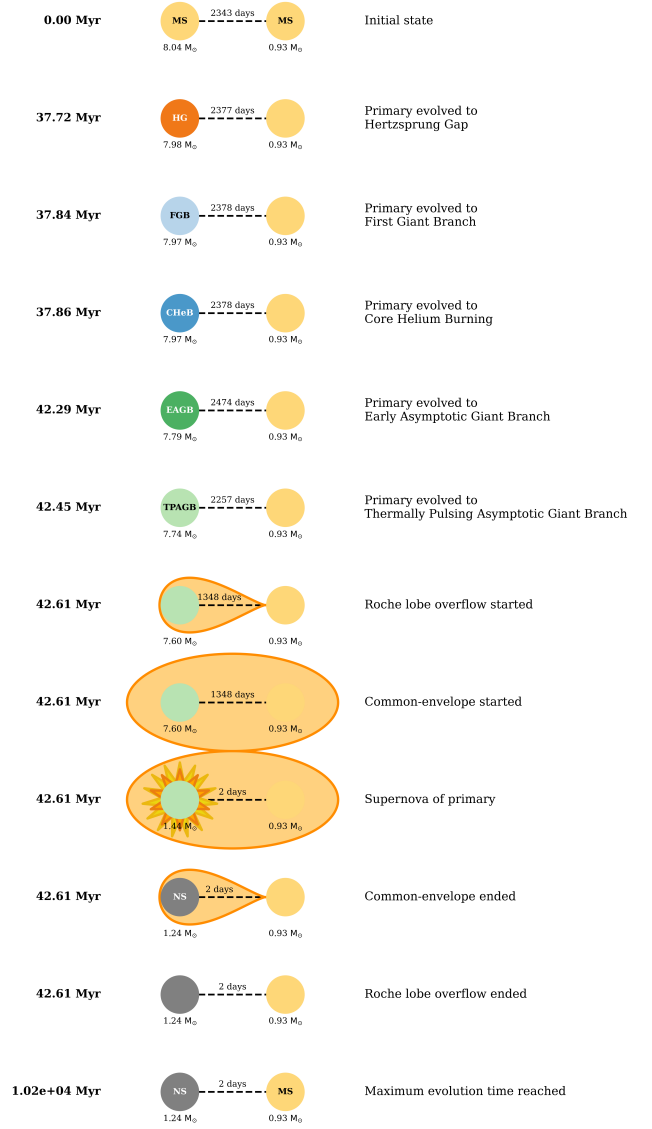 0.00 Myr MS 2343 days MS Initial state
8.04 M⊙ 0.93 M⊙
37.72 Myr HG 2377 days Primary evolved to
Hertzsprung Gap
7.98 M⊙ 0.93 M⊙
37.84 Myr FGB 2378 days Primary evolved to
First Giant Branch
7.97 M⊙ 0.93 M⊙
37.86 Myr CHeB 2378 days Primary evolved to
Core Helium Burning
7.97 M⊙ 0.93 M⊙
42.29 Myr EAGB 2474 days Primary evolved to
Early Asymptotic Giant Branch
7.79 M⊙ 0.93 M⊙
42.45 Myr TPAGB 2257 days Primary evolved to
Thermally Pulsing Asymptotic Giant Branch
7.74 M⊙ 0.93 M⊙
42.61 Myr 1348 days Roche lobe overflow started
7.60 M⊙ 0.93 M⊙
42.61 Myr 1348 days Common-envelope started
7.60 M⊙ 0.93 M⊙
42.61 Myr 2 days Supernova of primary
1.44 M⊙ 0.93 M⊙
42.61 Myr NS 2 days Common-envelope ended
1.24 M⊙ 0.93 M⊙
42.61 Myr 2 days Roche lobe overflow ended
1.24 M⊙ 0.93 M⊙
1.02e+04 Myr NS 2 days MS Maximum evolution time reached
1.24 M⊙ 0.93 M⊙